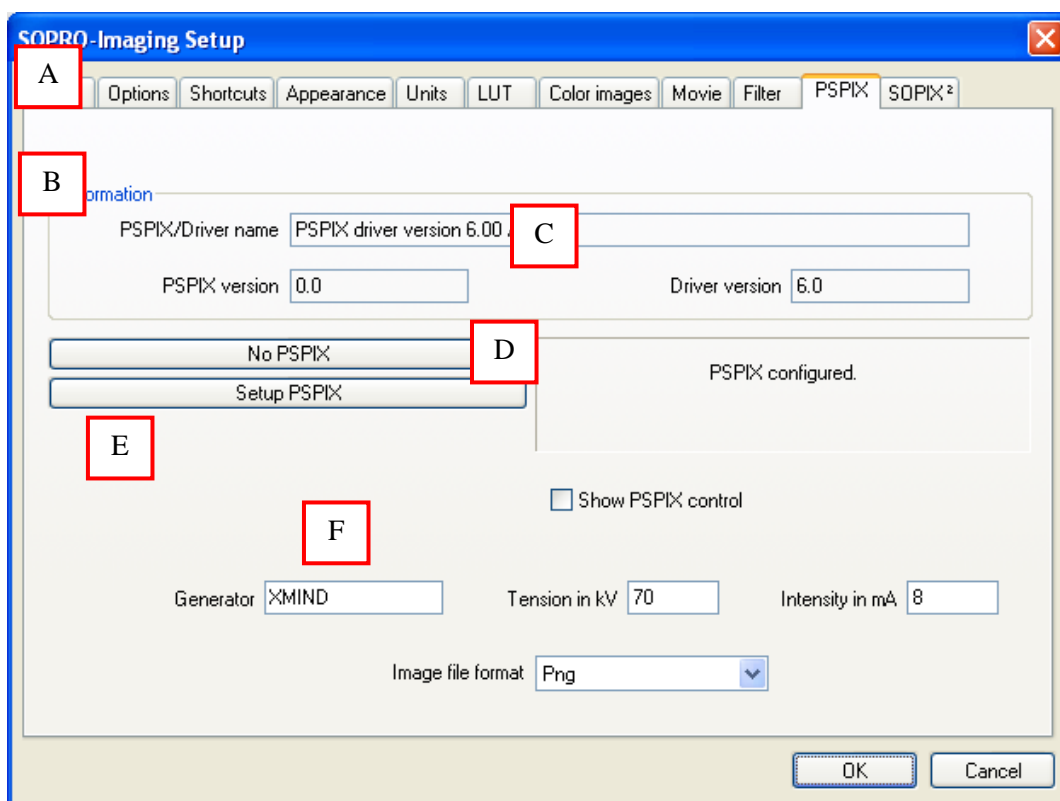 SOPRO-Imaging Setup
A
Options Shortcuts Appearance Units LUT Color images Movie Filter PSPIX SOPIX²
B
ormation
PSPIX/Driver name PSPIX driver version 6.00
C
PSPIX version 0.0 Driver version 6.0
No PSPIX
D
PSPIX configured.
Setup PSPIX
E
Show PSPIX control
F
Generator XMIND Tension in kV 70 Intensity in mA 8
Image file format Png
OK Cancel